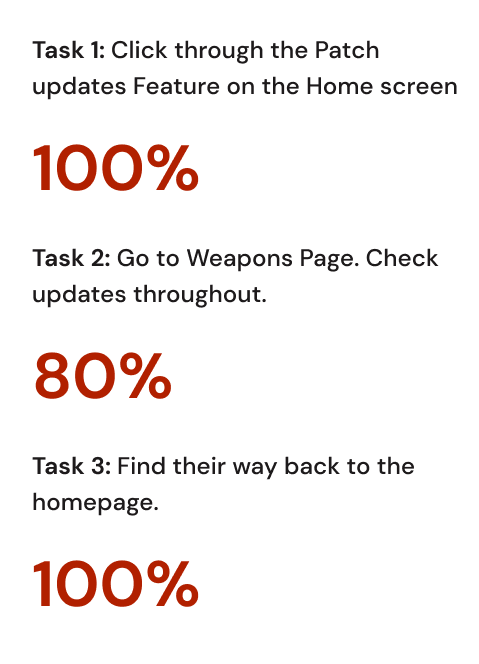 Task 1: Click through the Patch
updates Feature on the Home screen
100%
Task 2: Go to Weapons Page. Check
updates throughout.
80%
Task 3: Find their way back to the
homepage.
100%